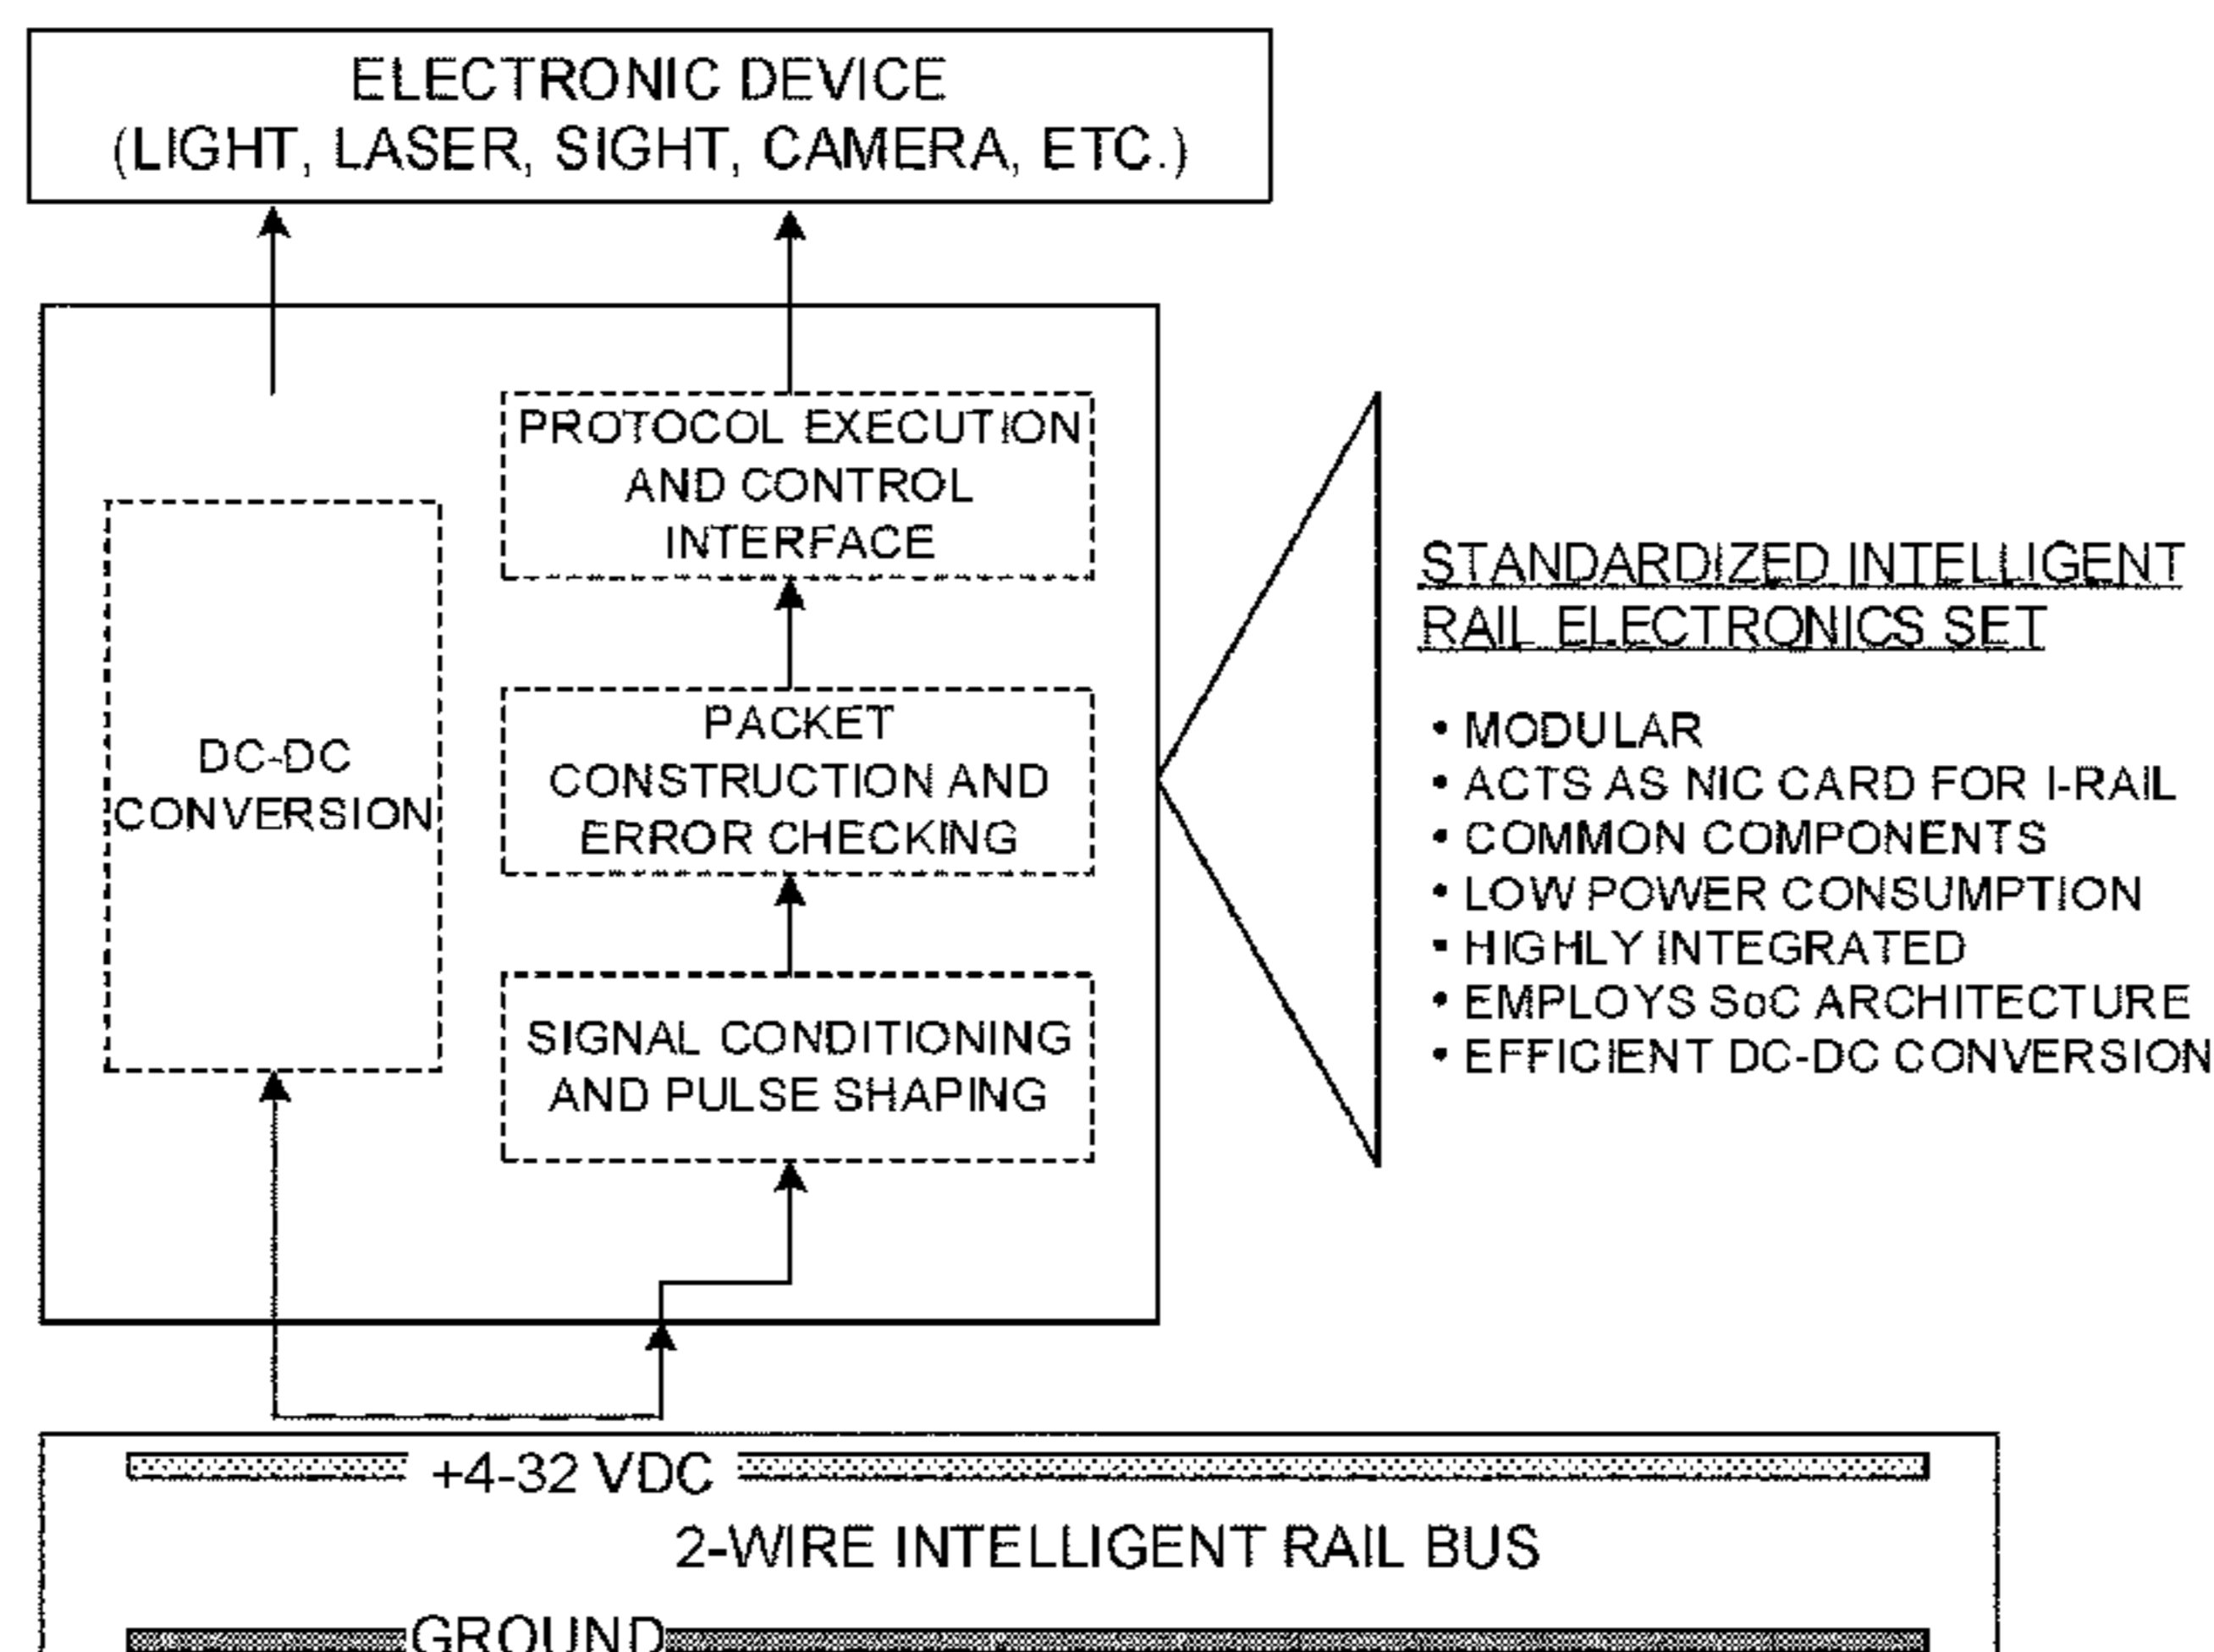 ELECTRONIC DEVICE
(LIGHT, LASER, SIGHT, CAMERA, ETC.)
PROTOCOL EXECUTION
AND CONTROL
INTERFACE
DC-DC
CONVERSION
PACKET
CONSTRUCTION AND
ERROR CHECKING
SIGNAL CONDITIONING
AND PULSE SHAPING
STANDARDIZED INTELLIGENT
RAIL ELECTRONICS SET
• MODULAR
• ACTS AS NIC CARD FOR I-RAIL
• COMMON COMPONENTS
• LOW POWER CONSUMPTION
• HIGHLY INTEGRATED
• EMPLOYS SoC ARCHITECTURE
• EFFICIENT DC-DC CONVERSION
+4-32 VDC
2-WIRE INTELLIGENT RAIL BUS
GROUND